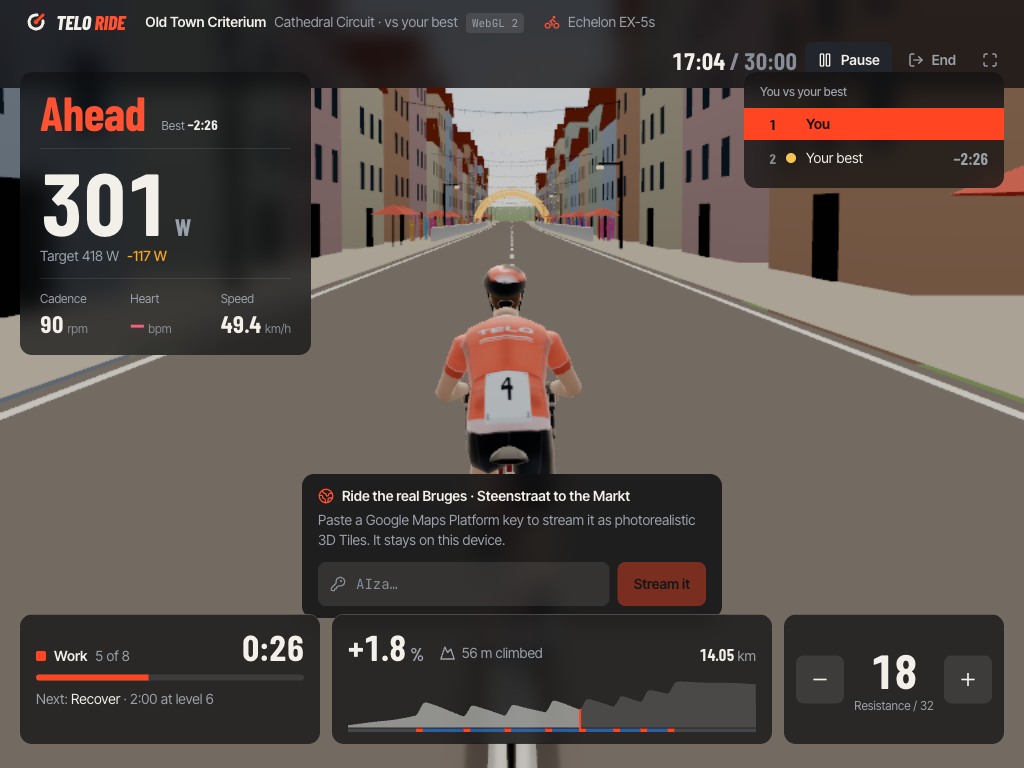 TELO RIDE Old Town Criterium Cathedral Circuit · vs your best WebGL 2 Echelon EX-5s
17:04 / 30:00 Pause End
Ahead Best −2:26
301 W
Target 418 W -117 W
Cadence Heart Speed
90 rpm — bpm 49.4 km/h
You vs your best
1 You
2 Your best −2:26
TELO
4
Ride the real Bruges · Steenstraat to the Markt
Paste a Google Maps Platform key to stream it as photorealistic
3D Tiles. It stays on this device.
AIza… Stream it
Work 5 of 8 0:26
Next: Recover · 2:00 at level 6
+1.8 % 56 m climbed 14.05 km
− 18 +
Resistance / 32